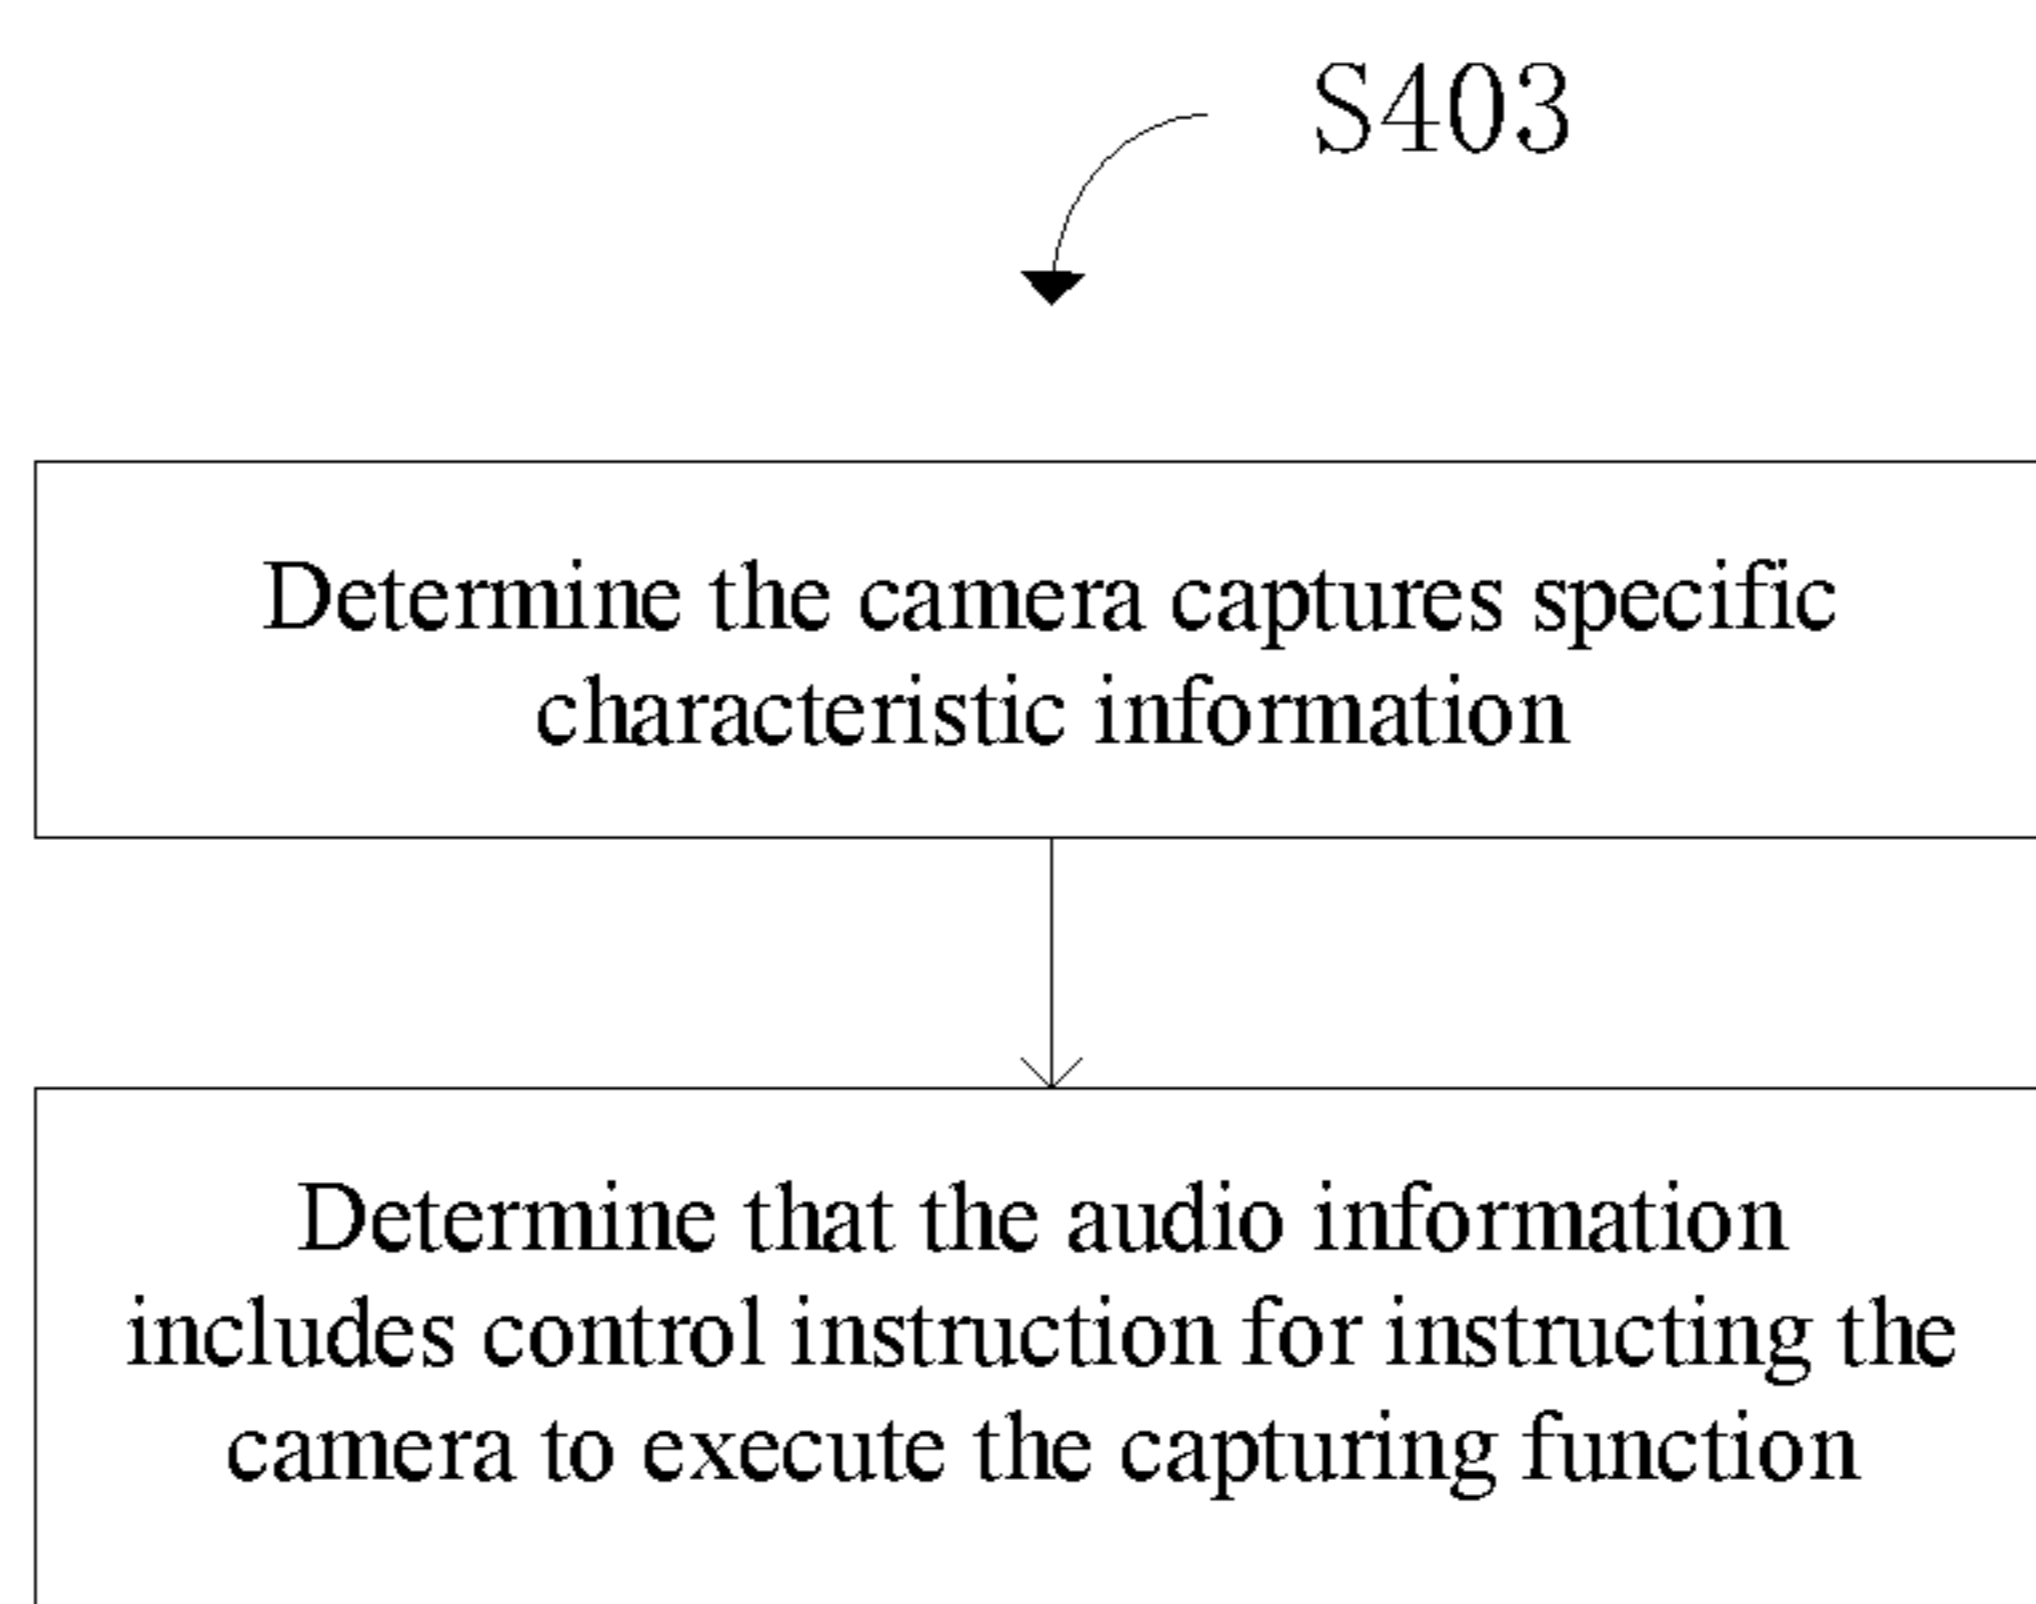 S403
Determine the camera captures specific
characteristic information
Determine that the audio information
includes control instruction for instructing the
camera to execute the capturing function